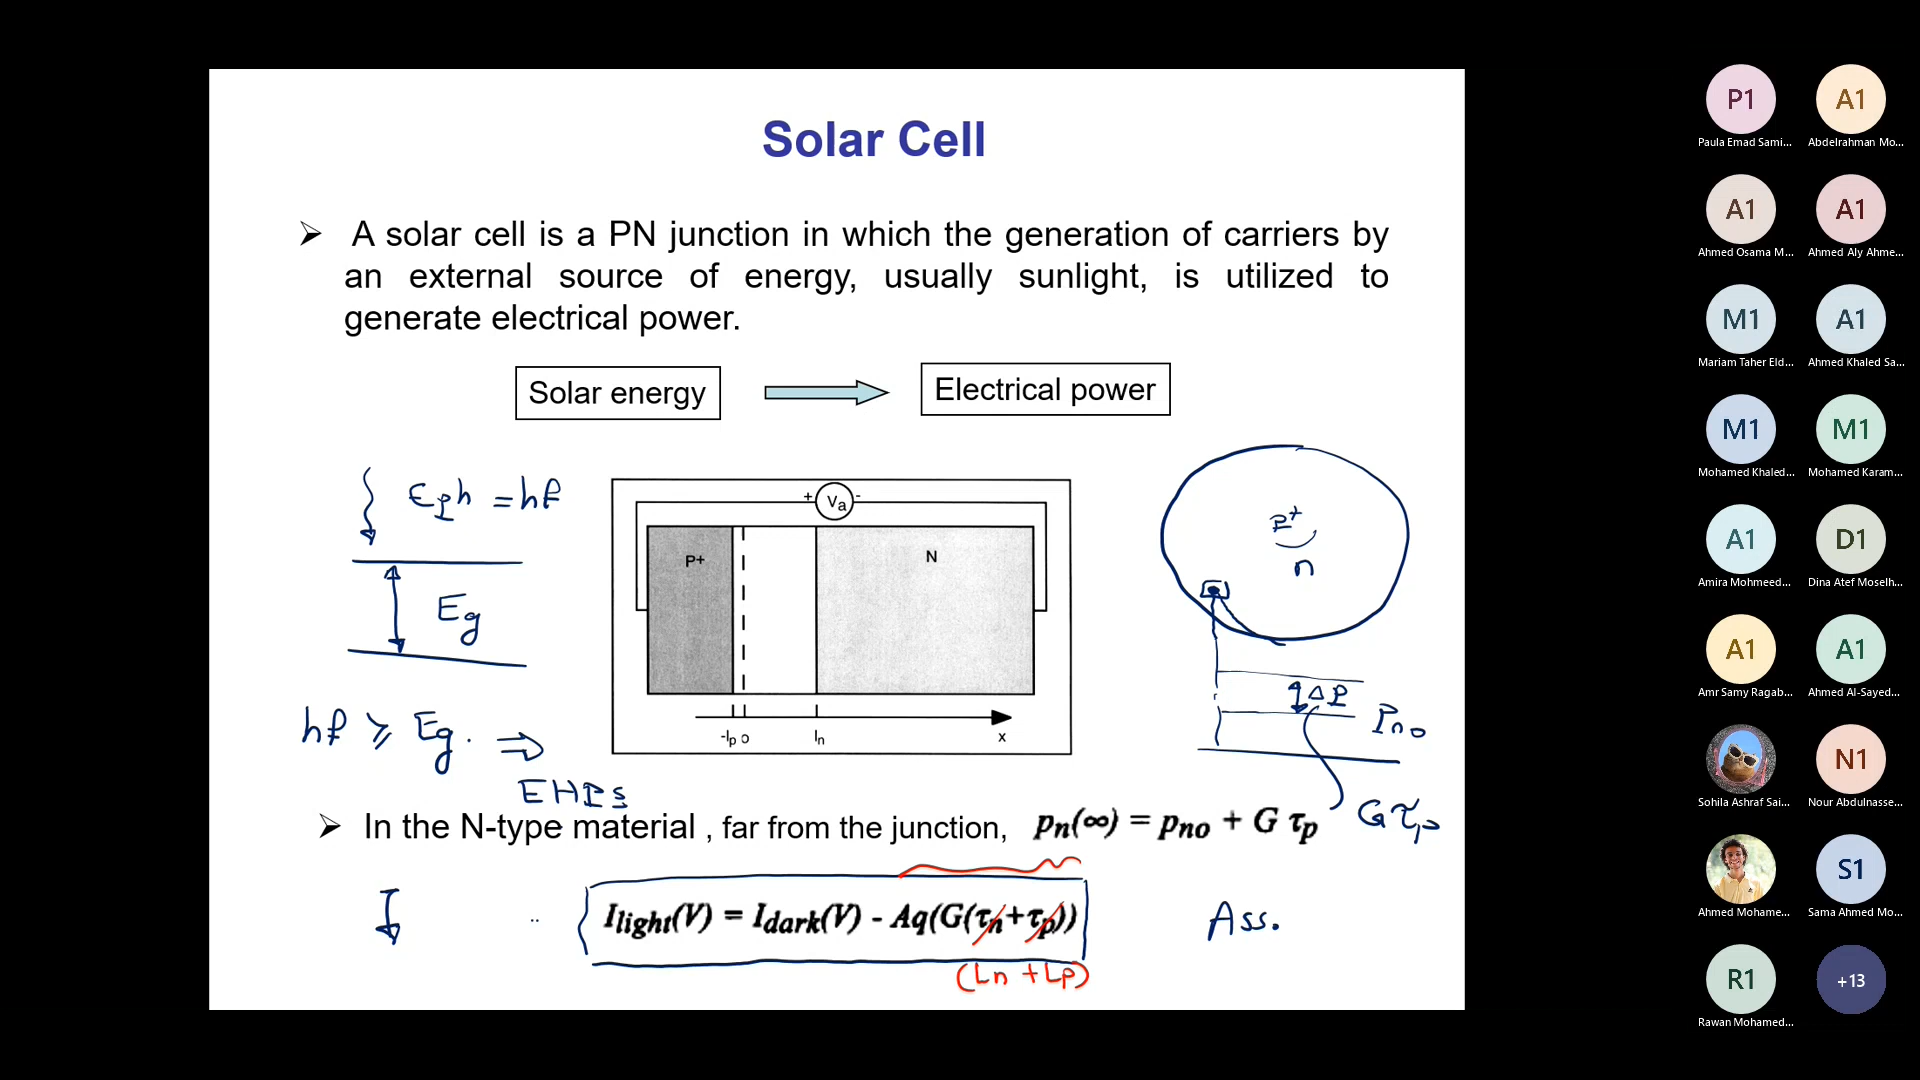 Solar Cell
➢ A solar cell is a PN junction in which the generation of carriers by
an external source of energy, usually sunlight, is utilized to
generate electrical power.
Solar energy
Electrical power
Eph = hf
Eg
hf ≥ Eg. ⇒
EHPs
+ Va -
P+
N
-lp 0
ln
x
P+
n
ΔP
Pno
Gτp
➢ In the N-type material , far from the junction, pn(∞) = pno + G τp
I
Ilight(V) = Idark(V) - Aq(G(τn+τp))
(Ln + Lp)
Ass.
P1
A1
Paula Emad Sami...
Abdelrahman Mo...
A1
A1
Ahmed Osama M...
Ahmed Aly Ahme...
M1
A1
Mariam Taher Eld...
Ahmed Khaled Sa...
M1
M1
Mohamed Khaled...
Mohamed Karam...
A1
D1
Amira Mohmeed...
Dina Atef Moselh...
A1
A1
Amr Samy Ragab...
Ahmed Al-Sayed...
N1
Sohila Ashraf Sai...
Nour Abdulnasse...
S1
Ahmed Mohame...
Sama Ahmed Mo...
R1
+13
Rawan Mohamed...